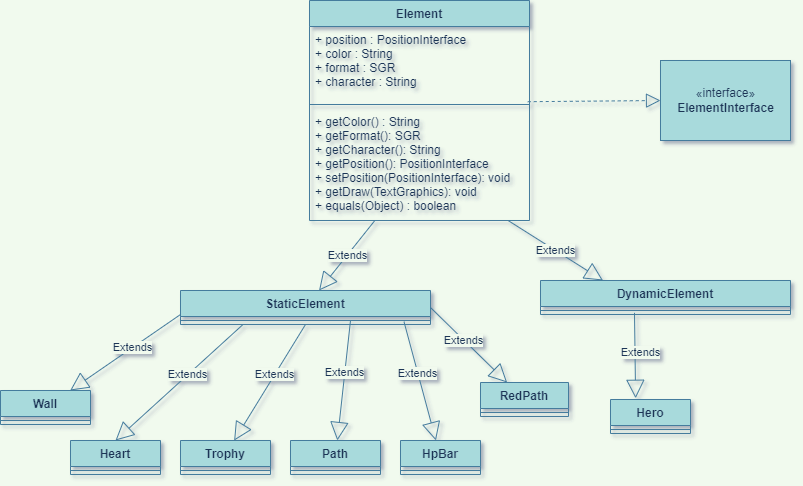 Element
+ position : PositionInterface
+ color : String
+ format : SGR
+ character : String
+ getColor() : String
+ getFormat(): SGR
+ getCharacter(): String
+ getPosition(): PositionInterface
+ setPosition(PositionInterface): void
+ getDraw(TextGraphics): void
+ equals(Object) : boolean
«interface»
ElementInterface
Extends
Extends
StaticElement
DynamicElement
Extends
Extends
Extends
Extends
Extends
Extends
Extends
Wall
RedPath
Hero
Heart
Trophy
Path
HpBar